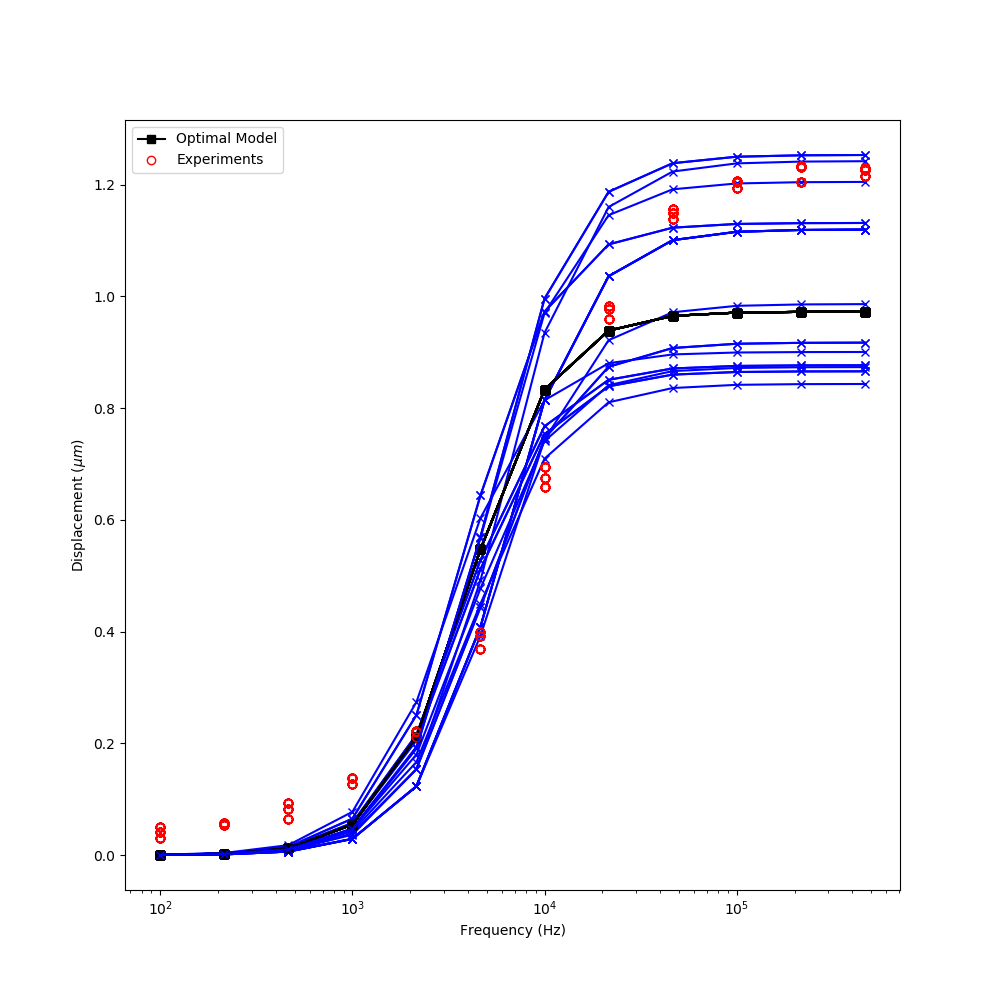 Optimal Model
Experiments
1.2
1.0
0.8
0.6
0.4
0.2
0.0
Displacement (μm)
10²
10³
10⁴
10⁵
Frequency (Hz)